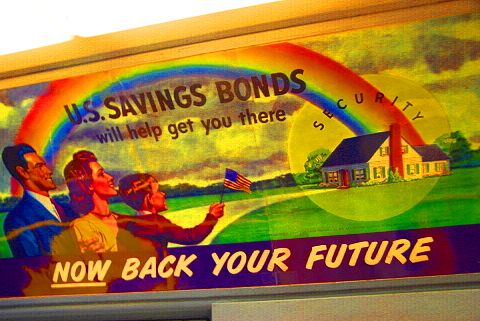 U.S. SAVINGS BONDS
will help get you there
SECURITY
NOW BACK YOUR FUTURE